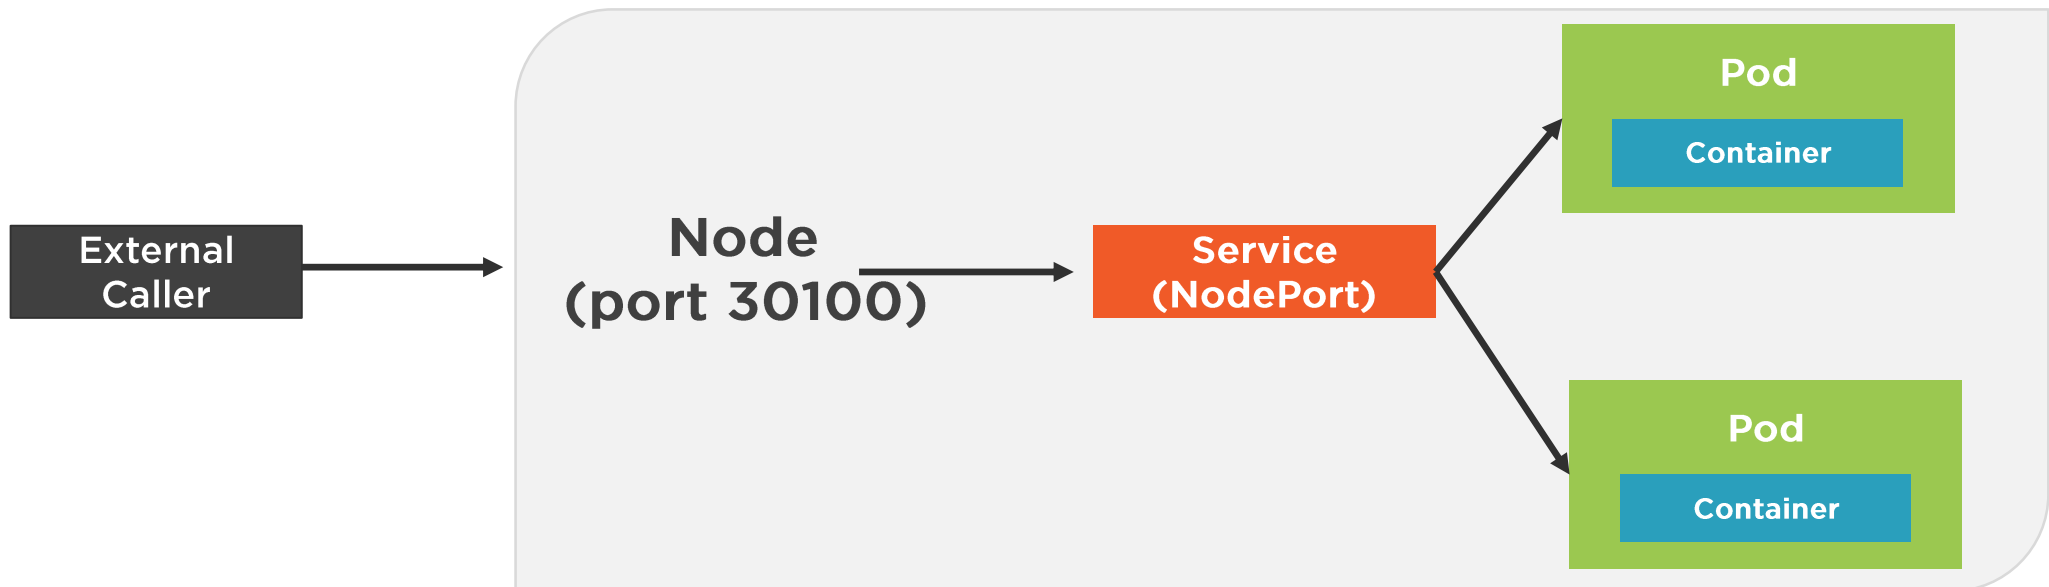 External
Caller
Node
(port 30100)
Service
(NodePort)
Pod
Container
Pod
Container